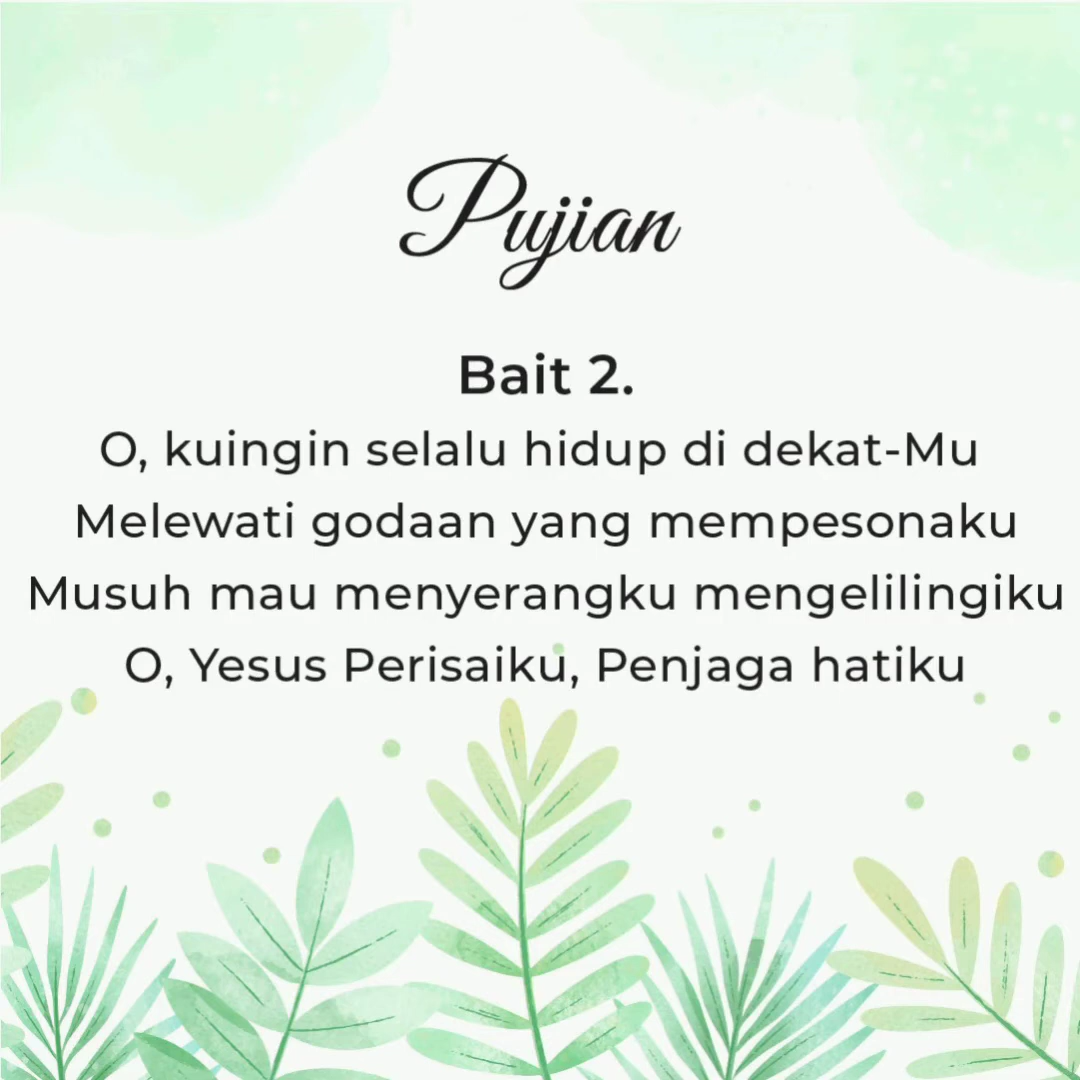 Pujian
Bait 2.
O, kuingin selalu hidup di dekat-Mu
Melewati godaan yang mempesonaku
Musuh mau menyerangku mengelilingiku
O, Yesus Perisaiku, Penjaga hatiku